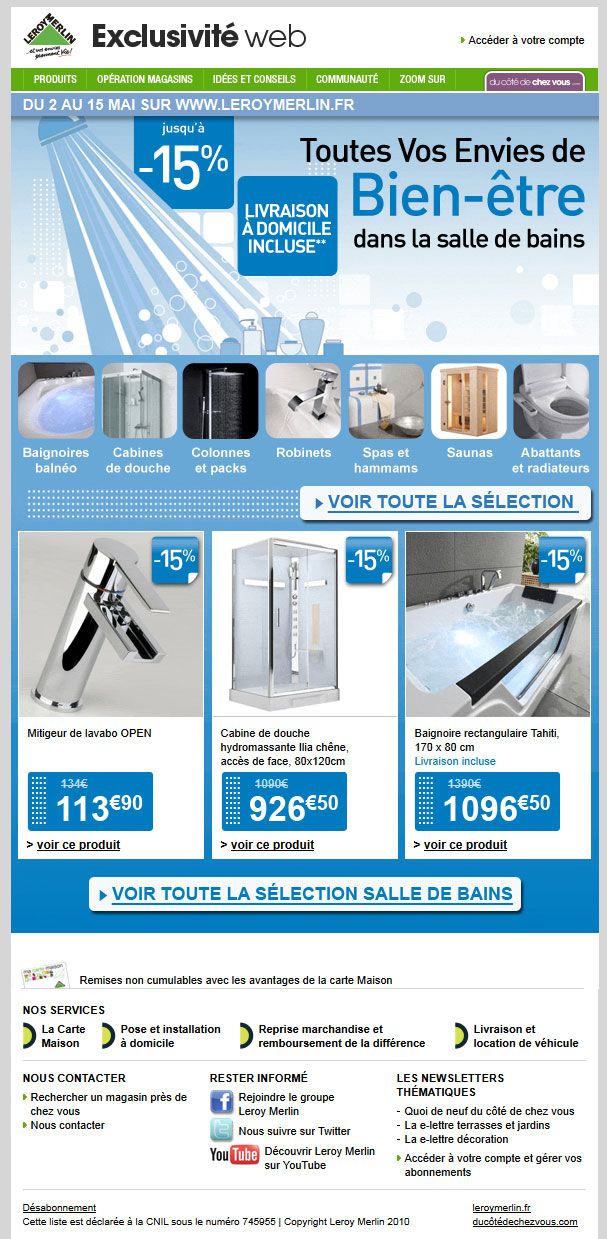 LEROY MERLIN
...et vos envies prennent vie!
Exclusivité web
Accéder à votre compte
PRODUITS
OPÉRATION MAGASINS
IDÉES ET CONSEILS
COMMUNAUTÉ
ZOOM SUR
du côté de chez vous
DU 2 AU 15 MAI SUR WWW.LEROYMERLIN.FR
jusqu'à
-15%
LIVRAISON
À DOMICILE
INCLUSE**
Toutes Vos Envies de
Bien-être
dans la salle de bains
Baignoires
balnéo
Cabines
de douche
Colonnes
et packs
Robinets
Spas et
hammams
Saunas
Abattants
et radiateurs
VOIR TOUTE LA SÉLECTION
-15%
-15%
-15%
Mitigeur de lavabo OPEN
134€
113€90
> voir ce produit
Cabine de douche
hydromassante Ilia chêne,
accès de face, 80x120cm
1090€
926€50
> voir ce produit
Baignoire rectangulaire Tahiti,
170 x 80 cm
Livraison incluse
1390€
1096€50
> voir ce produit
VOIR TOUTE LA SÉLECTION SALLE DE BAINS
ma carte maison
Remises non cumulables avec les avantages de la carte Maison
NOS SERVICES
La Carte
Maison
Pose et installation
à domicile
Reprise marchandise et
remboursement de la différence
Livraison et
location de véhicule
NOUS CONTACTER
Rechercher un magasin près de
chez vous
Nous contacter
RESTER INFORMÉ
Rejoindre le groupe
Leroy Merlin
Nous suivre sur Twitter
YouTube
Découvrir Leroy Merlin
sur YouTube
LES NEWSLETTERS
THÉMATIQUES
- Quoi de neuf du côté de chez vous
- La e-lettre terrasses et jardins
- La e-lettre décoration
Accéder à votre compte et gérer vos
abonnements
Désabonnement
Cette liste est déclarée à la CNIL sous le numéro 745955 | Copyright Leroy Merlin 2010
leroymerlin.fr
ducôtédechezvous.com